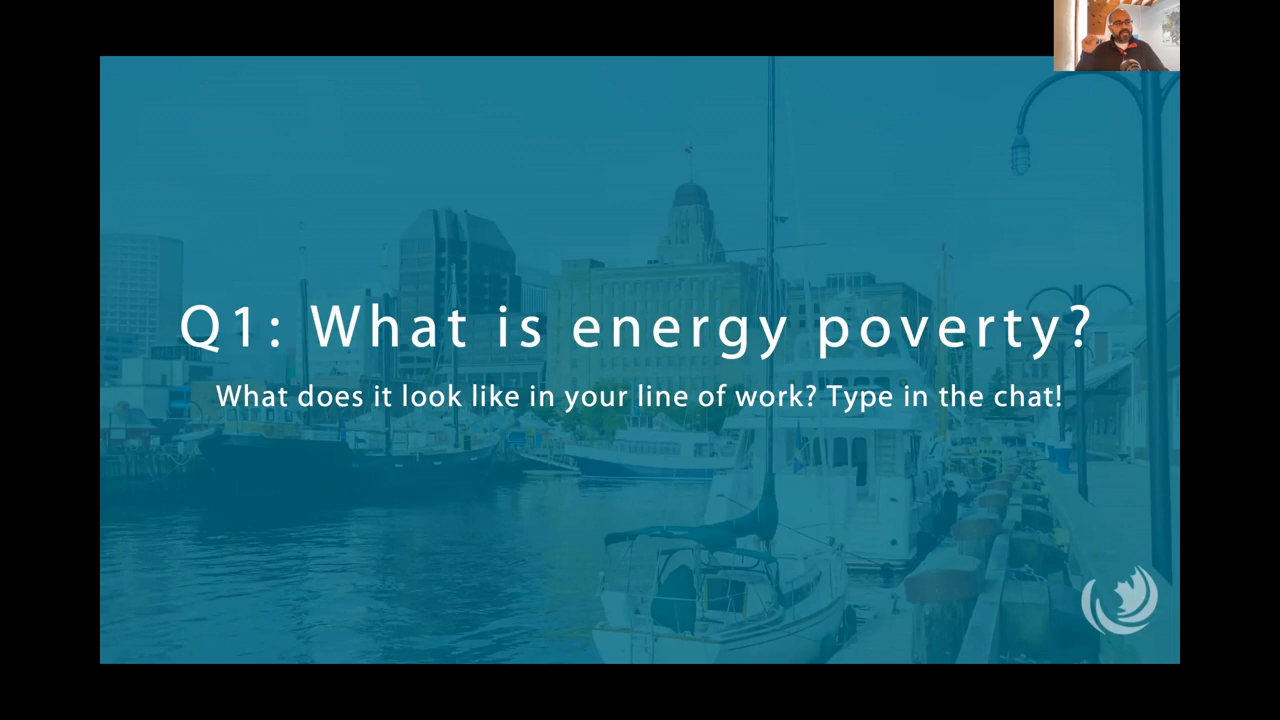 Q1: What is energy poverty?
What does it look like in your line of work? Type in the chat!